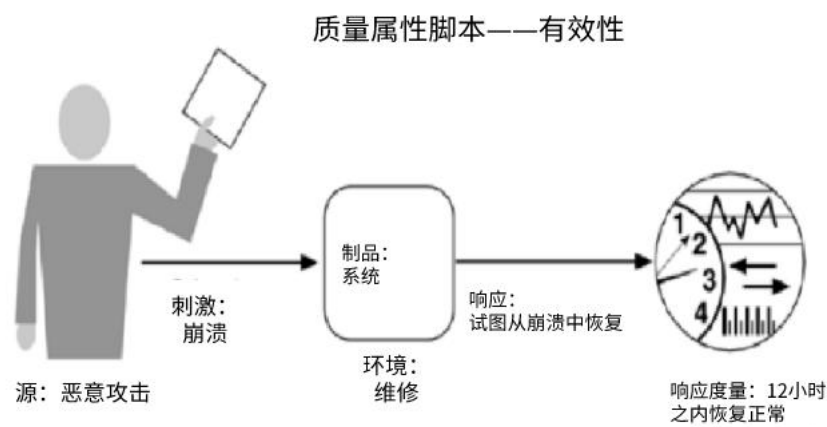 质量属性脚本——有效性
制品：
系统
刺激：
崩溃
响应：
试图从崩溃中恢复
环境：
维修
源：恶意攻击
1
2
3
4
响应度量：12小时
之内恢复正常